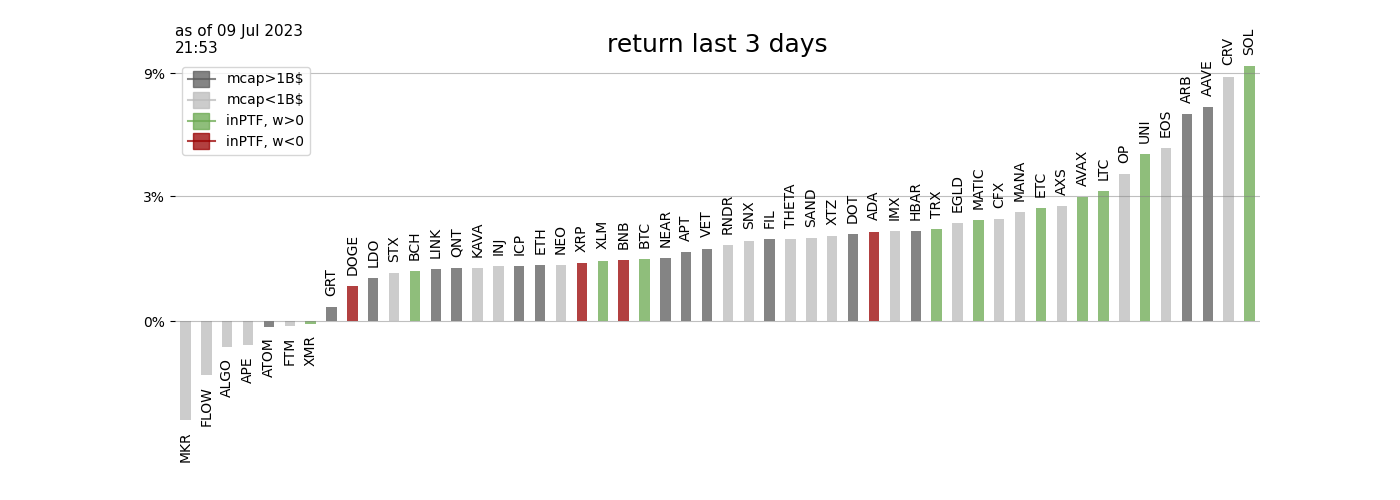 as of 09 Jul 2023
21:53
return last 3 days
mcap>1B$
mcap<1B$
inPTF, w>0
inPTF, w<0
9%
3%
0%
MKR
FLOW
ALGO
APE
ATOM
FTM
XMR
GRT
DOGE
LDO
STX
BCH
LINK
QNT
KAVA
INJ
ICP
ETH
NEO
XRP
XLM
BNB
BTC
NEAR
APT
VET
RNDR
SNX
FIL
THETA
SAND
XTZ
DOT
ADA
IMX
HBAR
TRX
EGLD
MATIC
CFX
MANA
ETC
AXS
AVAX
LTC
OP
UNI
EOS
ARB
AAVE
CRV
SOL